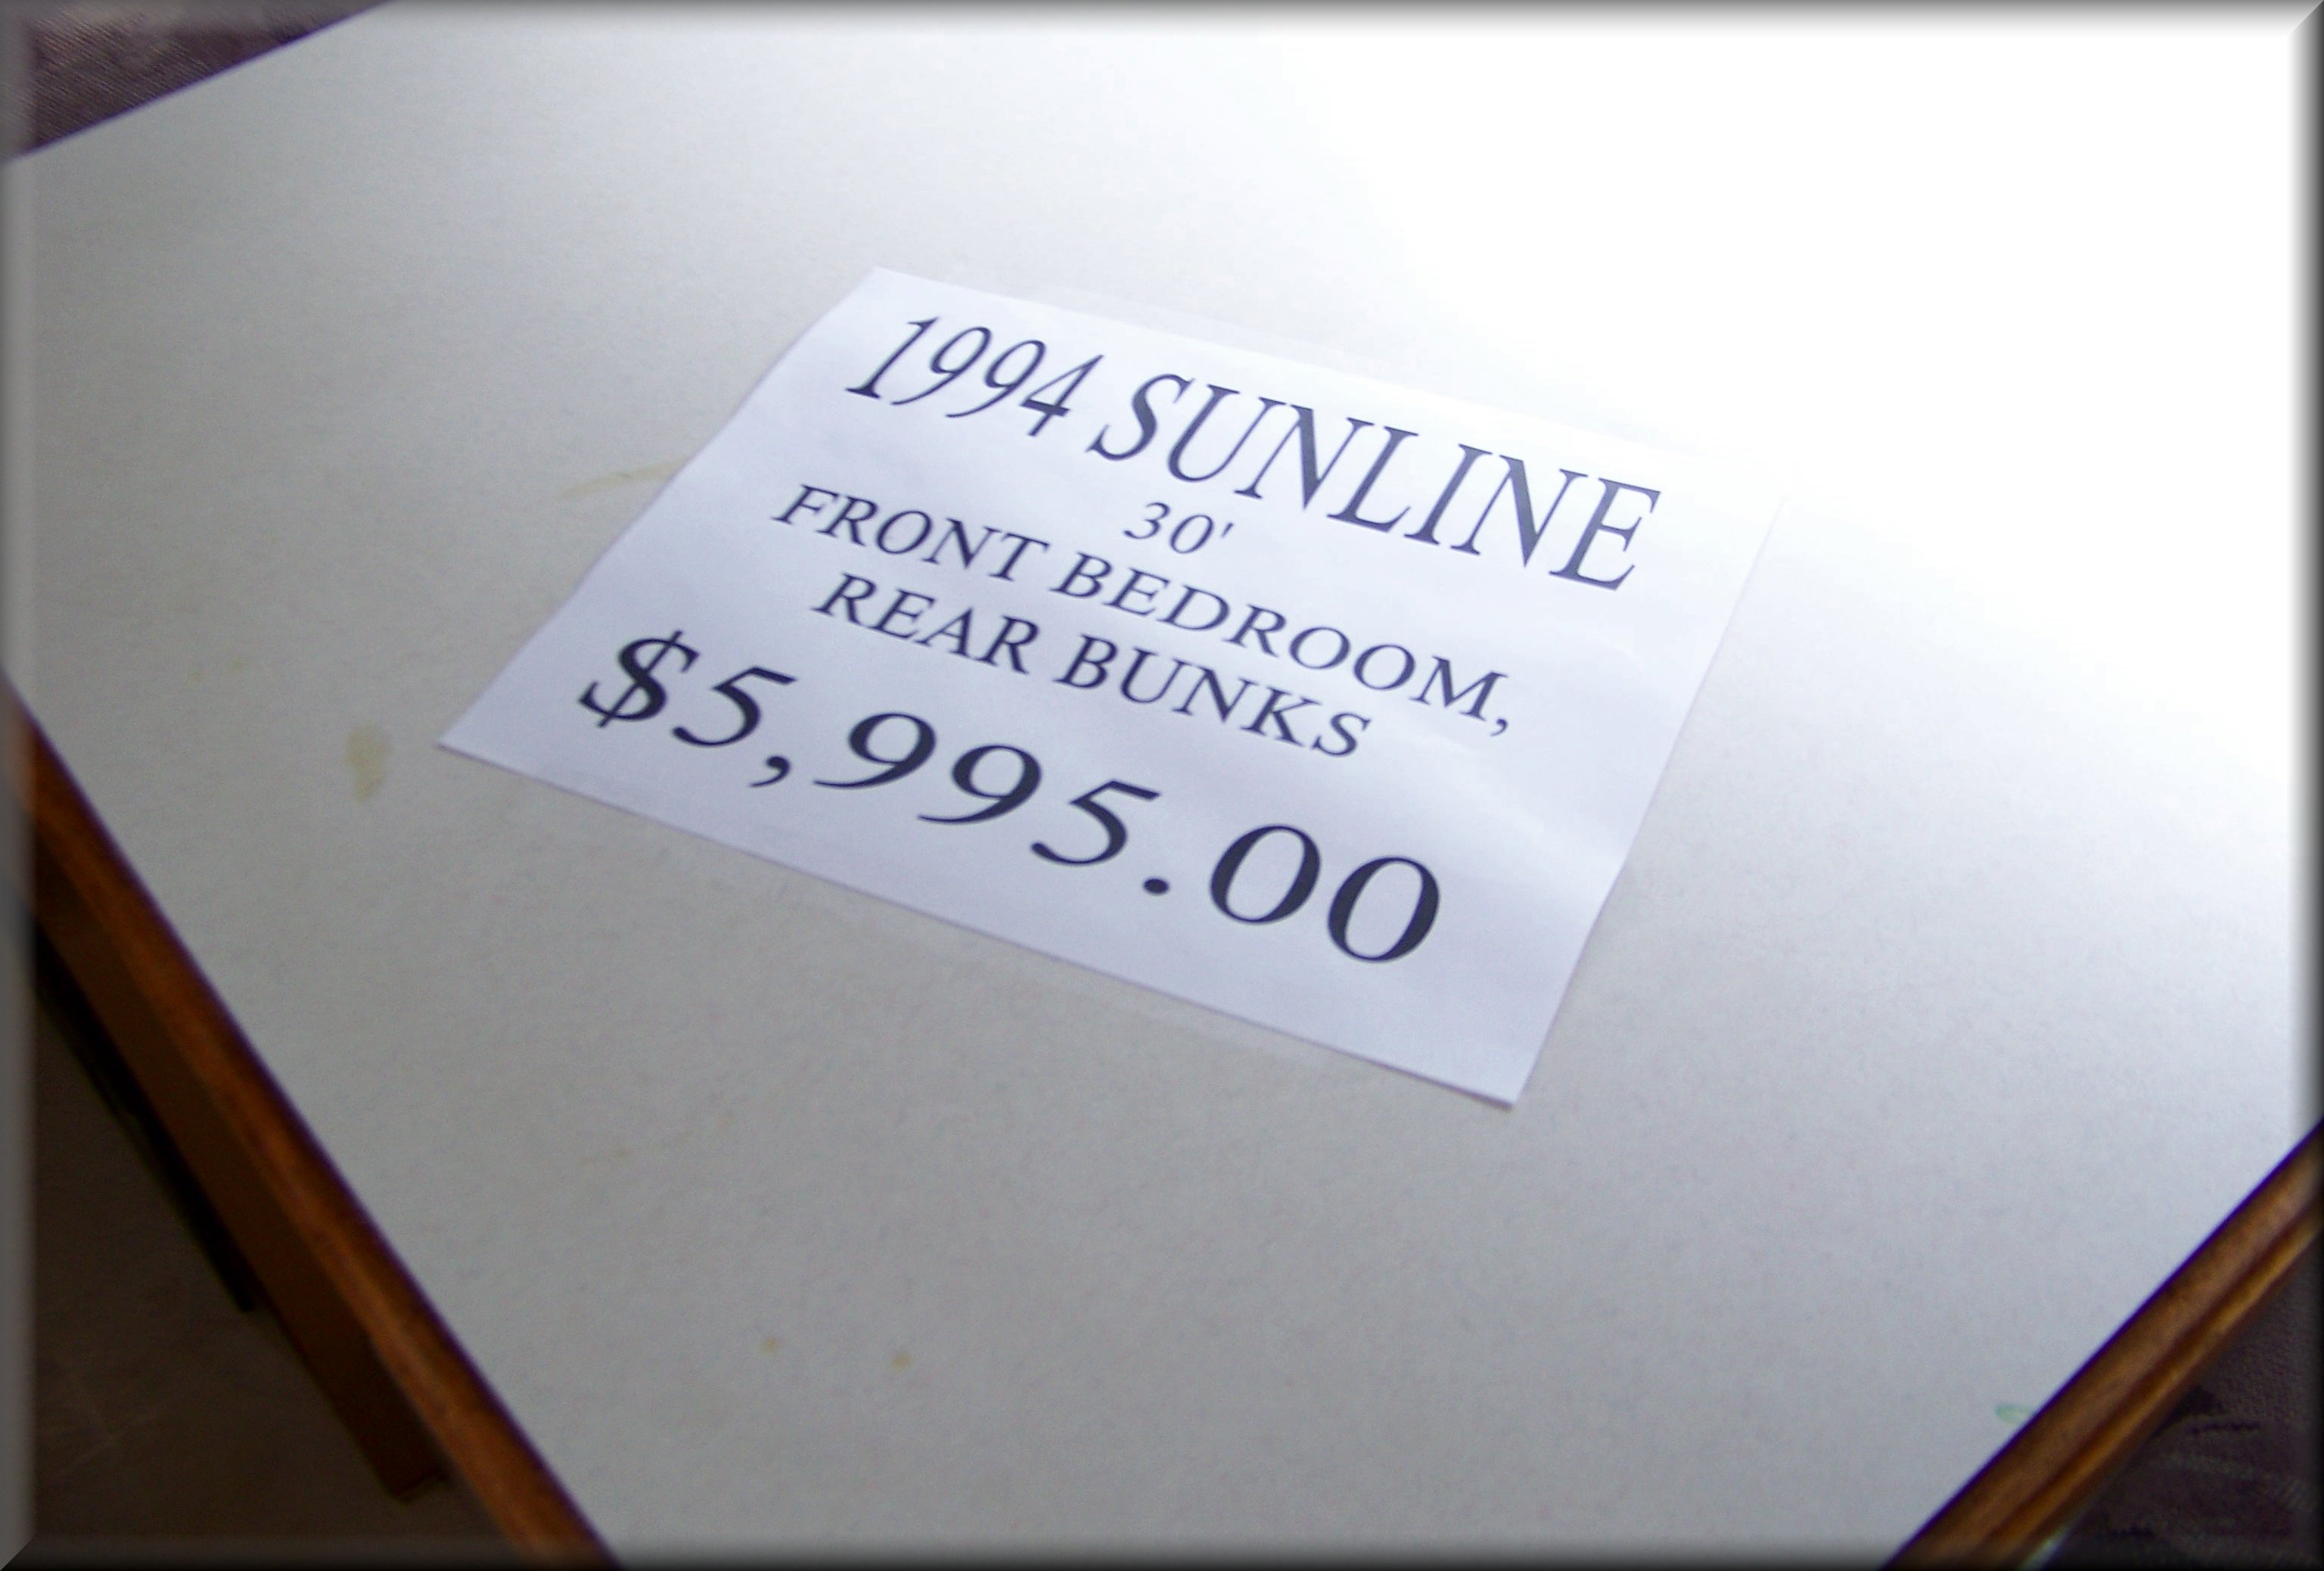 1994 SUNLINE
30'
FRONT BEDROOM,
REAR BUNKS
$5,995.00